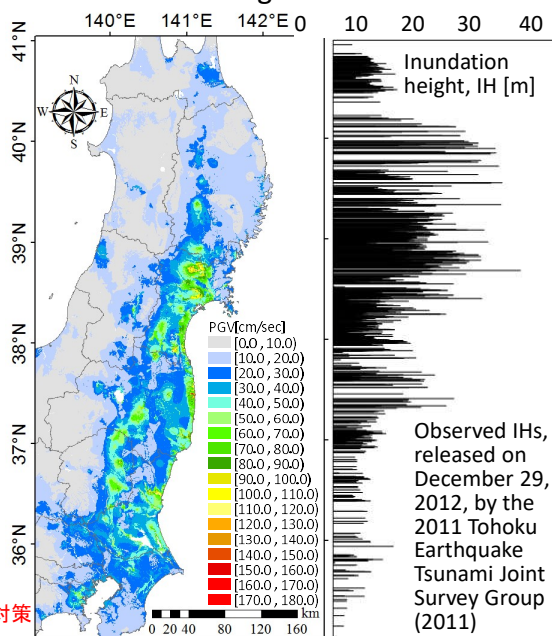 140°E 141°E 142°E 0 10 20 30 40
41°N
40°N
39°N
38°N
37°N
36°N
N
W E
S
Inundation
height, IH [m]
PGV[cm/sec]
[0.0 , 10.0)
[10.0 , 20.0)
[20.0 , 30.0)
[30.0 , 40.0)
[40.0 , 50.0)
[50.0 , 60.0)
[60.0 , 70.0)
[70.0 , 80.0)
[80.0 , 90.0)
[90.0 , 100.0)
[100.0 , 110.0)
[110.0 , 120.0)
[120.0 , 130.0)
[130.0 , 140.0)
[140.0 , 150.0)
[150.0 , 160.0)
[160.0 , 170.0)
[170.0 , 180.0)
Observed IHs,
released on
December 29,
2012, by the
2011 Tohoku
Earthquake
Tsunami Joint
Survey Group
(2011)
対策
km
0 20 40 80 120 160